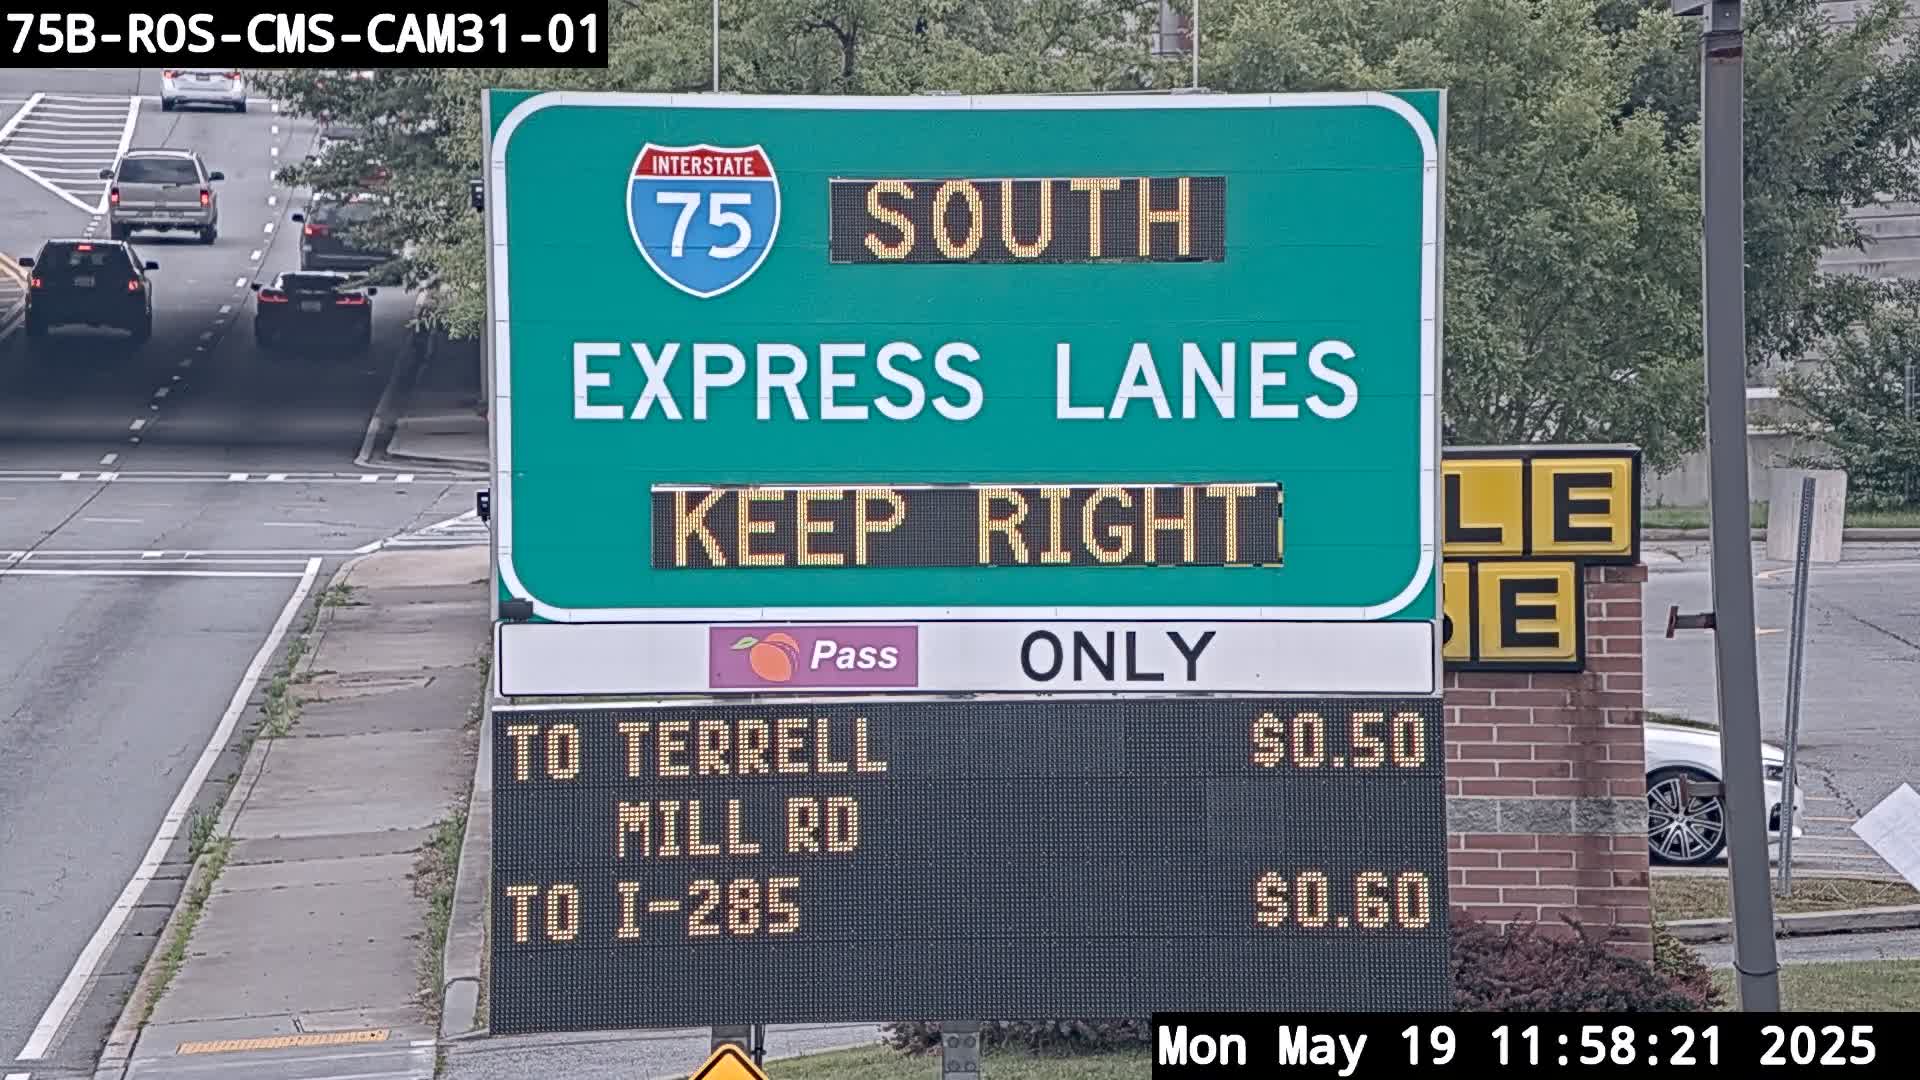 75B-ROS-CMS-CAM31-01
INTERSTATE
75
SOUTH
EXPRESS LANES
KEEP RIGHT
Pass ONLY
TO TERRELL $0.50
MILL RD
TO I-285 $0.60
LE
E
Mon May 19 11:58:21 2025